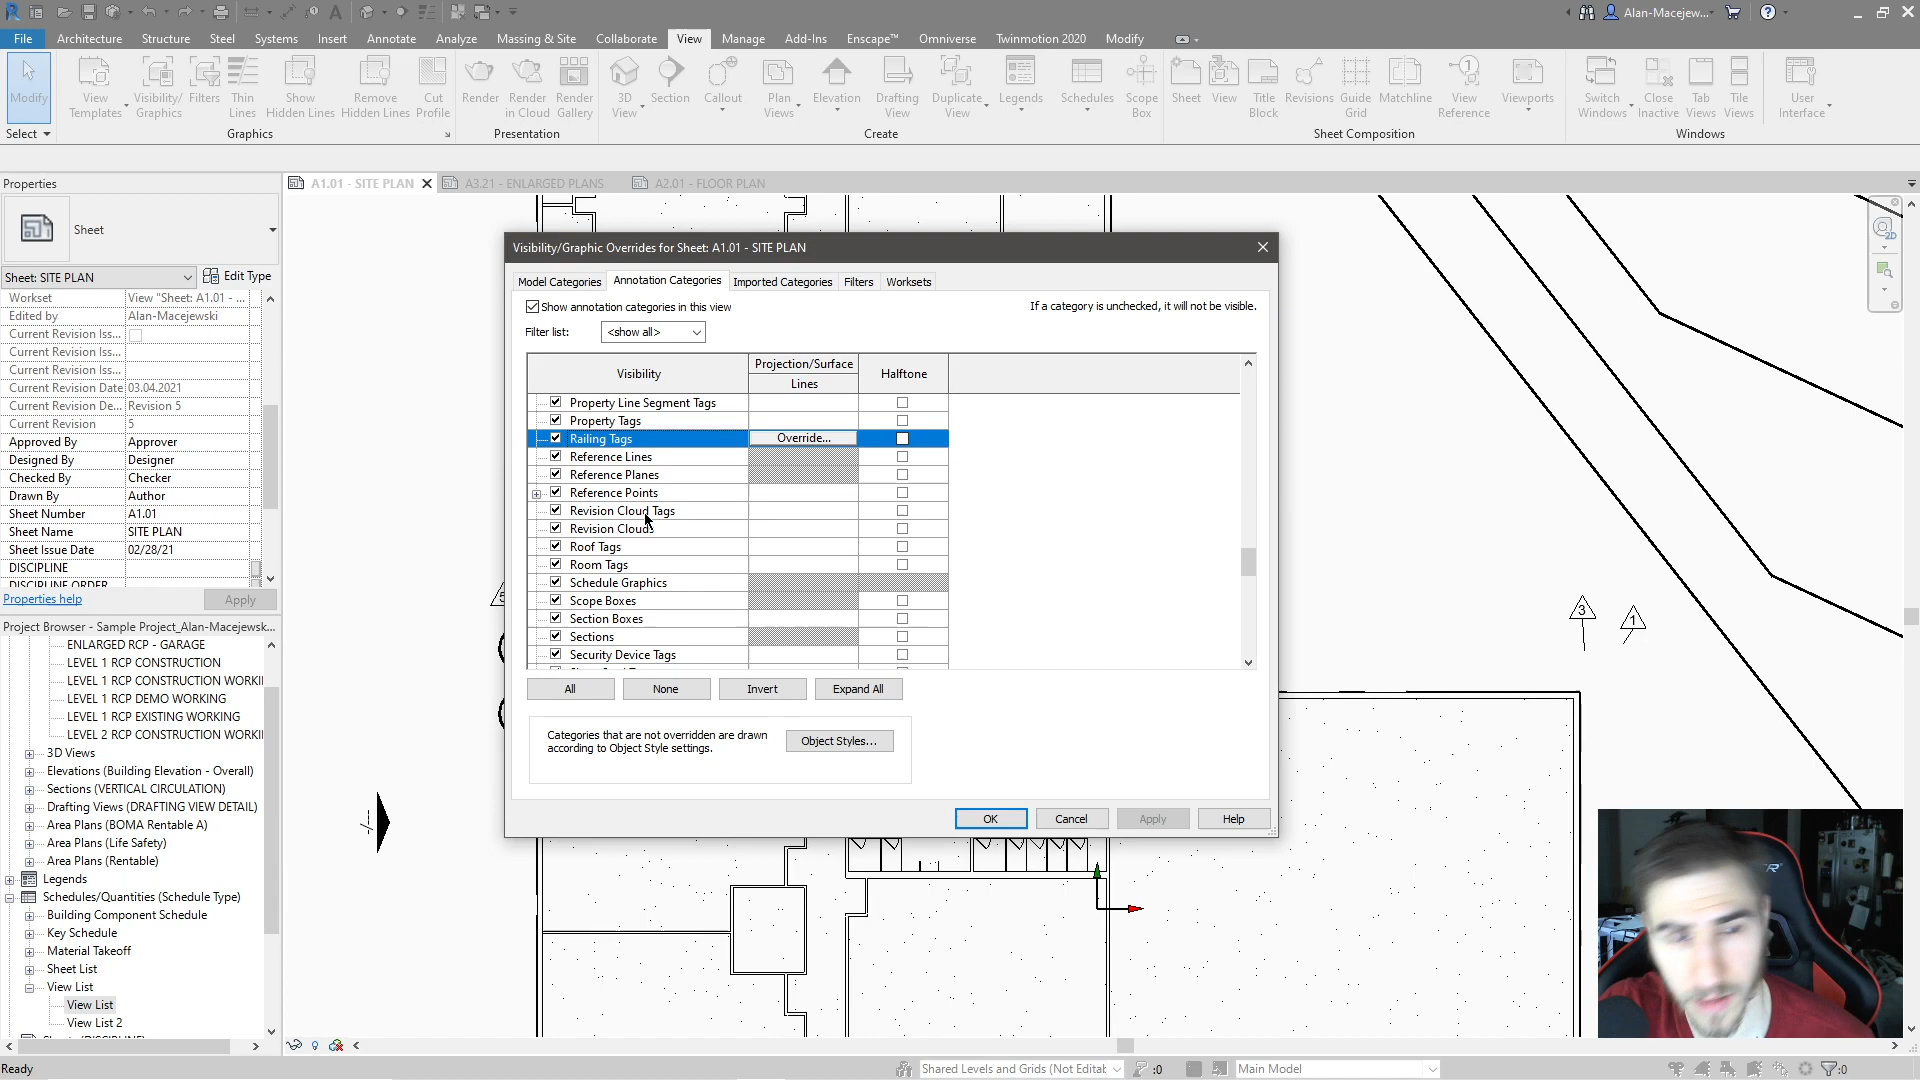 Alan-Macejew...
File Architecture Structure Steel Systems Insert Annotate Analyze Massing & Site Collaborate View Manage Add-Ins Enscape™ Omniverse Twinmotion 2020 Modify
Modify
View Templates
Visibility/ Graphics
Filters
Thin Lines
Show Hidden Lines
Remove Hidden Lines
Cut Profile
Render
Render in Cloud
Render Gallery
3D View
Section
Callout
Plan Views
Elevation
Drafting View
Duplicate View
Legends
Schedules
Scope Box
Sheet
View
Title Block
Revisions
Guide Grid
Matchline
View Reference
Viewports
Switch Windows
Close Inactive
Tab Views
Tile Views
User Interface
Select Graphics Presentation Create Sheet Composition Windows
Properties
A1.01 - SITE PLAN
A3.21 - ENLARGED PLANS
A2.01 - FLOOR PLAN
Sheet
Sheet: SITE PLAN
Edit Type
Workset View "Sheet: A1.01 - ...
Edited by Alan-Macejewski
Current Revision Iss...
Current Revision Iss...
Current Revision Iss...
Current Revision Date 03.04.2021
Current Revision De... Revision 5
Current Revision 5
Approved By Approver
Designed By Designer
Checked By Checker
Drawn By Author
Sheet Number A1.01
Sheet Name SITE PLAN
Sheet Issue Date 02/28/21
DISCIPLINE
DISCIPLINE ORDER
Properties help Apply
Project Browser - Sample Project_Alan-Macejewsk...
ENLARGED RCP - GARAGE
LEVEL 1 RCP CONSTRUCTION
LEVEL 1 RCP CONSTRUCTION WORKI
LEVEL 1 RCP DEMO WORKING
LEVEL 1 RCP EXISTING WORKING
LEVEL 2 RCP CONSTRUCTION WORKI
3D Views
Elevations (Building Elevation - Overall)
Sections (VERTICAL CIRCULATION)
Drafting Views (DRAFTING VIEW DETAIL)
Area Plans (BOMA Rentable A)
Area Plans (Life Safety)
Area Plans (Rentable)
Legends
Schedules/Quantities (Schedule Type)
Building Component Schedule
Key Schedule
Material Takeoff
Sheet List
View List
View List
View List 2
Visibility/Graphic Overrides for Sheet: A1.01 - SITE PLAN
Model Categories Annotation Categories Imported Categories Filters Worksets
Show annotation categories in this view
If a category is unchecked, it will not be visible.
Filter list: <show all>
Visibility
Projection/Surface
Lines
Halftone
Property Line Segment Tags
Property Tags
Railing Tags Override...
Reference Lines
Reference Planes
Reference Points
Revision Cloud Tags
Revision Clouds
Roof Tags
Room Tags
Schedule Graphics
Scope Boxes
Section Boxes
Sections
Security Device Tags
All None Invert Expand All
Categories that are not overridden are drawn
according to Object Style settings.
Object Styles...
OK Cancel Apply Help
5
3
1
2D
Ready
Shared Levels and Grids (Not Editab
:0
Main Model
:0